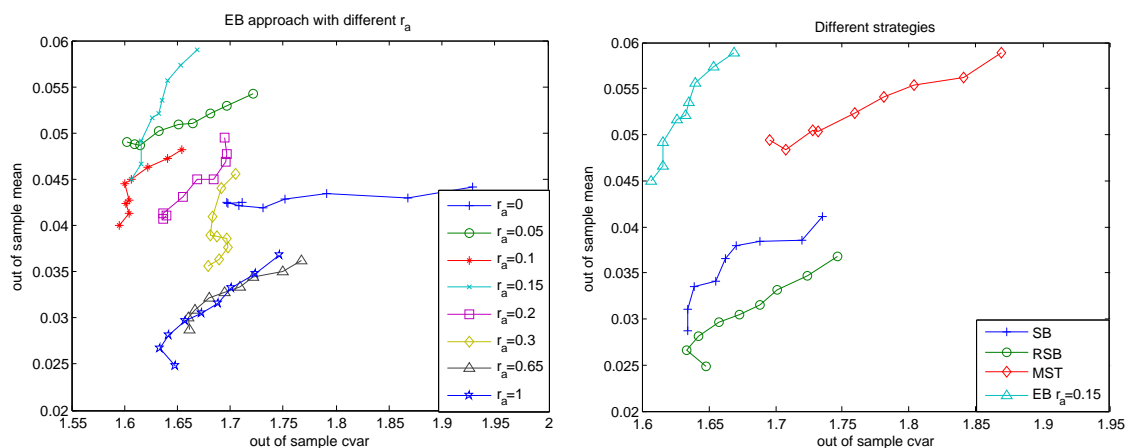 EB approach with different r_a
0.06
0.055
0.05
0.045
0.04
0.035
0.03
0.025
0.02
out of sample mean
1.55
1.6
1.65
1.7
1.75
1.8
1.85
1.9
1.95
2
out of sample cvar
r_a=0
r_a=0.05
r_a=0.1
r_a=0.15
r_a=0.2
r_a=0.3
r_a=0.65
r_a=1
Different strategies
0.06
0.055
0.05
0.045
0.04
0.035
0.03
0.025
0.02
out of sample mean
1.6
1.65
1.7
1.75
1.8
1.85
1.9
1.95
out of sample cvar
SB
RSB
MST
EB r_a=0.15